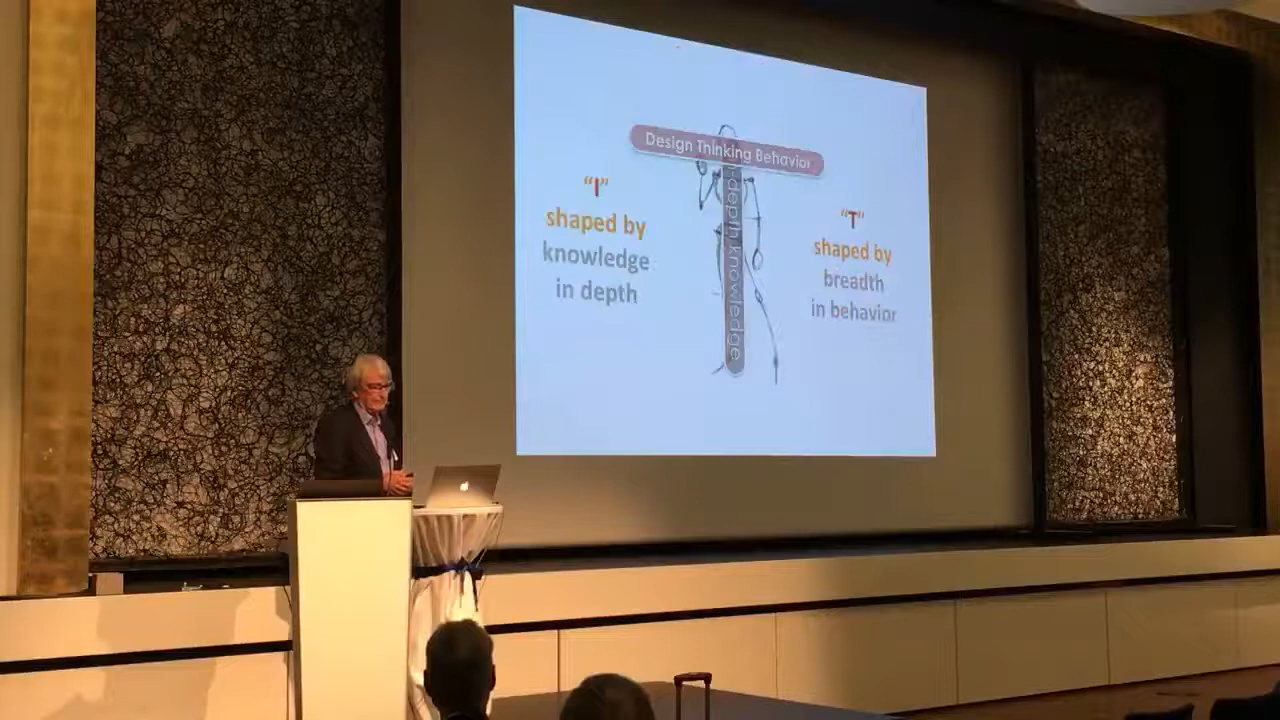 Design Thinking Behavior
"I"
shaped by
knowledge
in depth
-depth knowledge
"T"
shaped by
breadth
in behavior